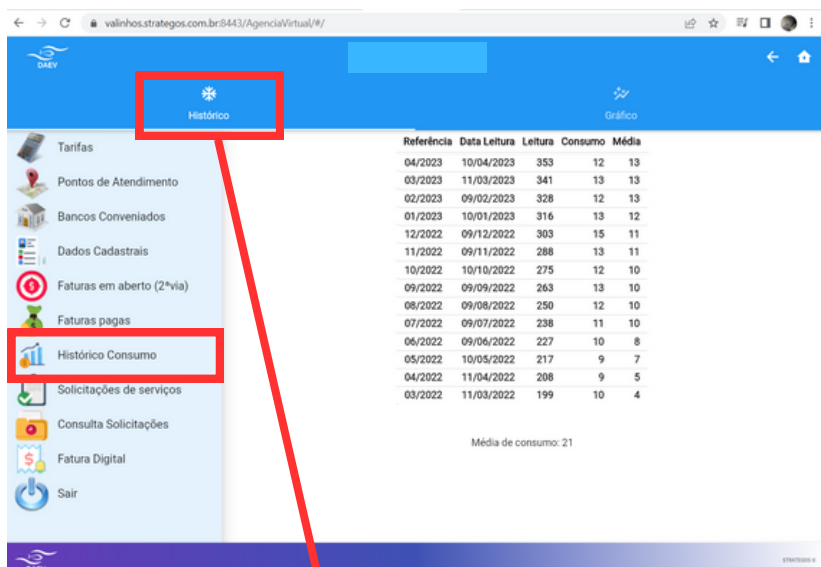 valinhos.strategos.com.br:8443/AgenciaVirtual/#/
DAEV
Histórico
Gráfico
Tarifas
Pontos de Atendimento
Bancos Conveniados
Dados Cadastrais
Faturas em aberto (2ªvia)
Faturas pagas
Histórico Consumo
Solicitações de serviços
Consulta Solicitações
Fatura Digital
Sair
Referência Data Leitura Leitura Consumo Média
04/2023 10/04/2023 353 12 13
03/2023 11/03/2023 341 13 13
02/2023 09/02/2023 328 12 13
01/2023 10/01/2023 316 13 12
12/2022 09/12/2022 303 15 11
11/2022 09/11/2022 288 13 11
10/2022 10/10/2022 275 12 10
09/2022 09/09/2022 263 13 10
08/2022 09/08/2022 250 12 10
07/2022 09/07/2022 238 11 10
06/2022 09/06/2022 227 10 8
05/2022 10/05/2022 217 9 7
04/2022 11/04/2022 208 9 5
03/2022 11/03/2022 199 10 4
Média de consumo: 21